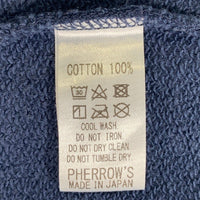 COTTON 100%
30
COOL WASH
DO NOT IRON.
DO NOT DRY CLEAN
DO NOT TUMBLE DRY.
PHERROW'S
MADE IN JAPAN